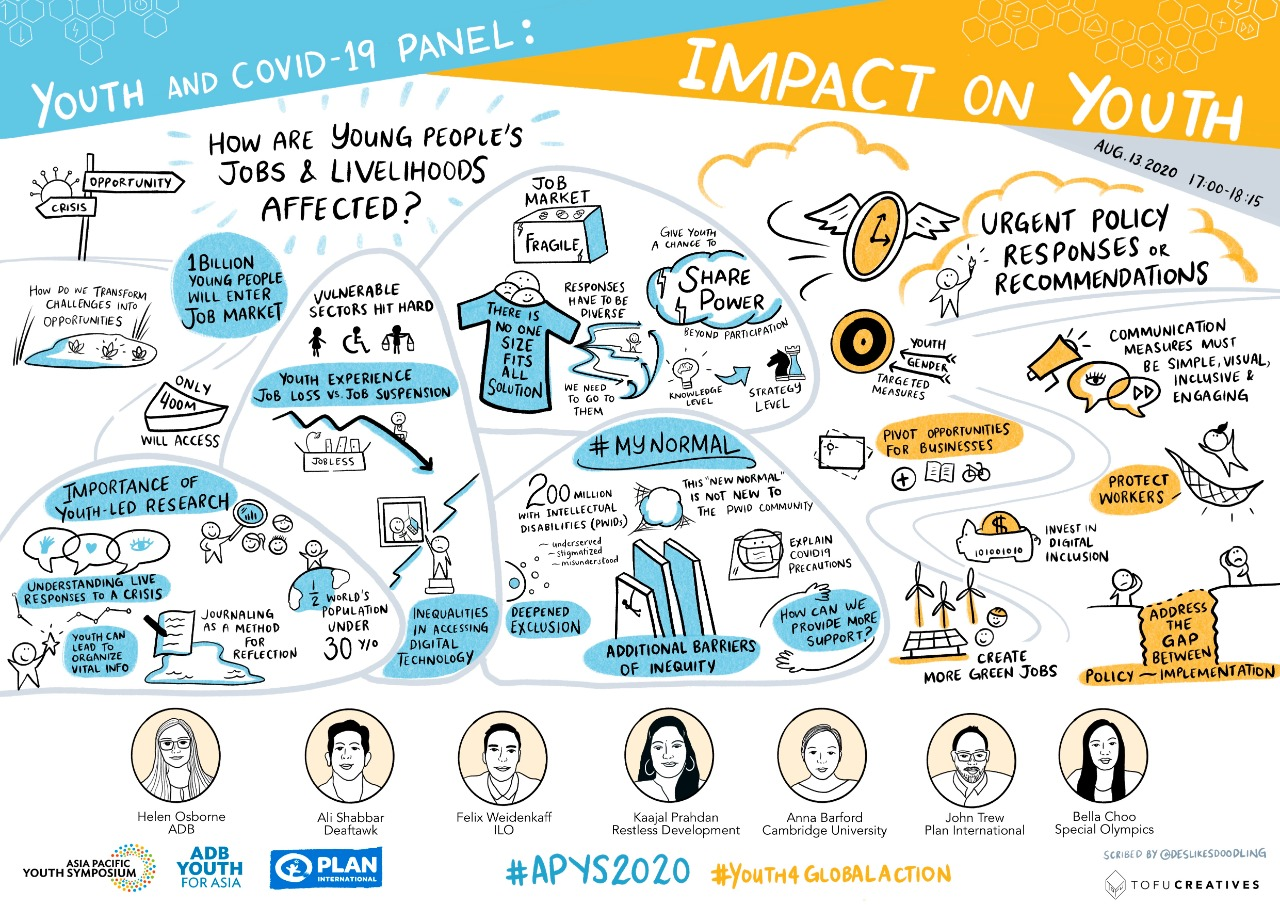 YOUTH AND COVID-19 PANEL:
IMPACT ON YOUTH
AUG. 13 2020 17:00-18:15
HOW ARE YOUNG PEOPLE'S
JOBS & LIVELIHOODS
AFFECTED?
OPPORTUNITY
CRISIS
HOW DO WE TRANSFORM
CHALLENGES INTO
OPPORTUNITIES
1 BILLION
YOUNG PEOPLE
WILL ENTER
JOB MARKET
ONLY
400M
WILL ACCESS
VULNERABLE
SECTORS HIT HARD
YOUTH EXPERIENCE
JOB LOSS VS. JOB SUSPENSION
JOBLESS
INEQUALITIES
IN ACCESSING
DIGITAL
TECHNOLOGY
IMPORTANCE OF
YOUTH-LED RESEARCH
UNDERSTANDING LIVE
RESPONSES TO A CRISIS
YOUTH CAN
LEAD TO
ORGANIZE
VITAL INFO
JOURNALING
AS A METHOD
FOR
REFLECTION
1/2 WORLD'S
POPULATION
UNDER
30 Y/O
JOB
MARKET
FRAGILE
THERE IS
NO ONE
SIZE
FITS
ALL
SOLUTION
RESPONSES
HAVE TO BE
DIVERSE
WE NEED
TO GO TO
THEM
GIVE YOUTH
A CHANCE TO
SHARE
POWER
BEYOND PARTICIPATION
KNOWLEDGE
LEVEL
STRATEGY
LEVEL
#MYNORMAL
200 MILLION
WITH INTELLECTUAL
DISABILITIES (PWIDs)
— underserved
— stigmatized
— misunderstood
DEEPENED
EXCLUSION
THIS "NEW NORMAL"
IS NOT NEW TO
THE PWID COMMUNITY
EXPLAIN
COVID19
PRECAUTIONS
HOW CAN WE
PROVIDE MORE
SUPPORT?
ADDITIONAL BARRIERS
OF INEQUITY
URGENT POLICY
RESPONSES OR
RECOMMENDATIONS
YOUTH
GENDER
TARGETED
MEASURES
COMMUNICATION
MEASURES MUST
BE SIMPLE, VISUAL,
INCLUSIVE &
ENGAGING
PIVOT OPPORTUNITIES
FOR BUSINESSES
PROTECT
WORKERS
$
101001010
INVEST IN
DIGITAL
INCLUSION
CREATE
MORE GREEN JOBS
ADDRESS
THE
GAP
BETWEEN
POLICY — IMPLEMENTATION
Helen Osborne
ADB
Ali Shabbar
Deaftawk
Felix Weidenkaff
ILO
Kaajal Prahdan
Restless Development
Anna Barford
Cambridge University
John Trew
Plan International
Bella Choo
Special Olympics
ASIA PACIFIC
YOUTH SYMPOSIUM
ADB
YOUTH
FOR ASIA
PLAN
INTERNATIONAL
#APYS2020
#YOUTH4GLOBALACTION
SCRIBED BY @DESLIKESDOODLING
TOFUCREATIVES